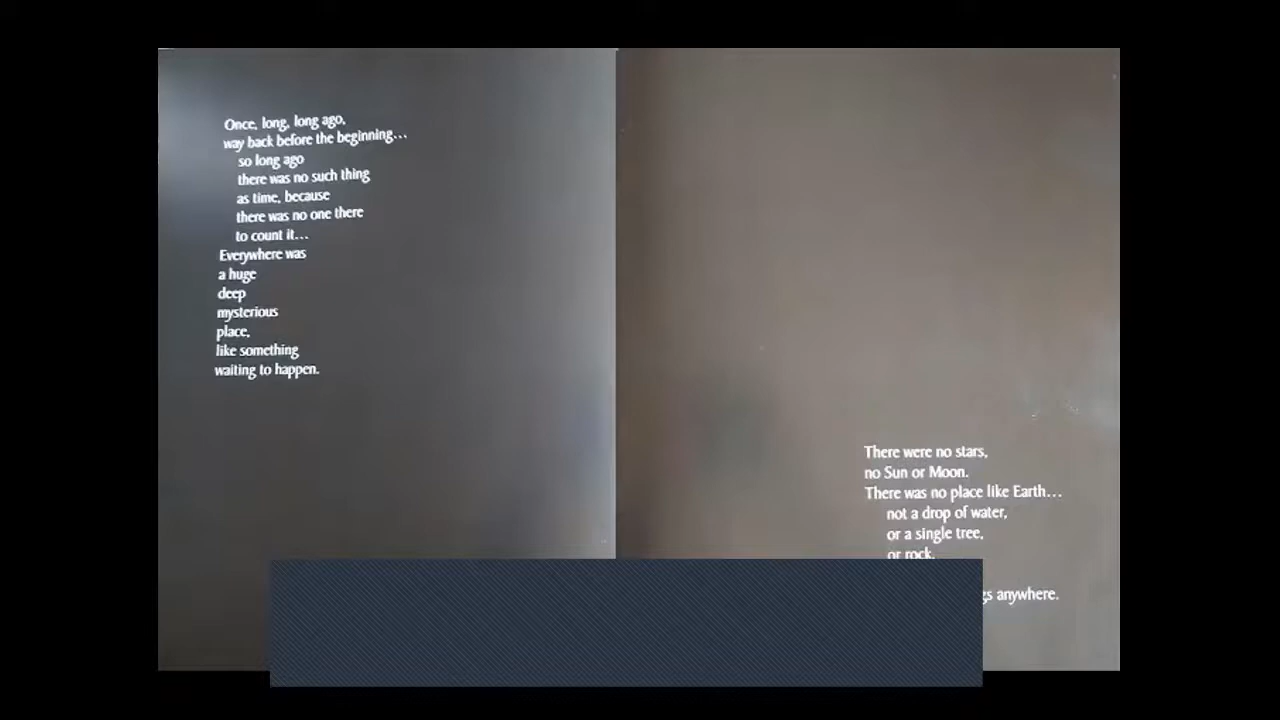 Once, long, long ago,
way back before the beginning...
so long ago
there was no such thing
as time, because
there was no one there
to count it...
Everywhere was
a huge
deep
mysterious
place,
like something
waiting to happen.
There were no stars,
no Sun or Moon.
There was no place like Earth...
not a drop of water,
or a single tree,
or rock,
anywhere.